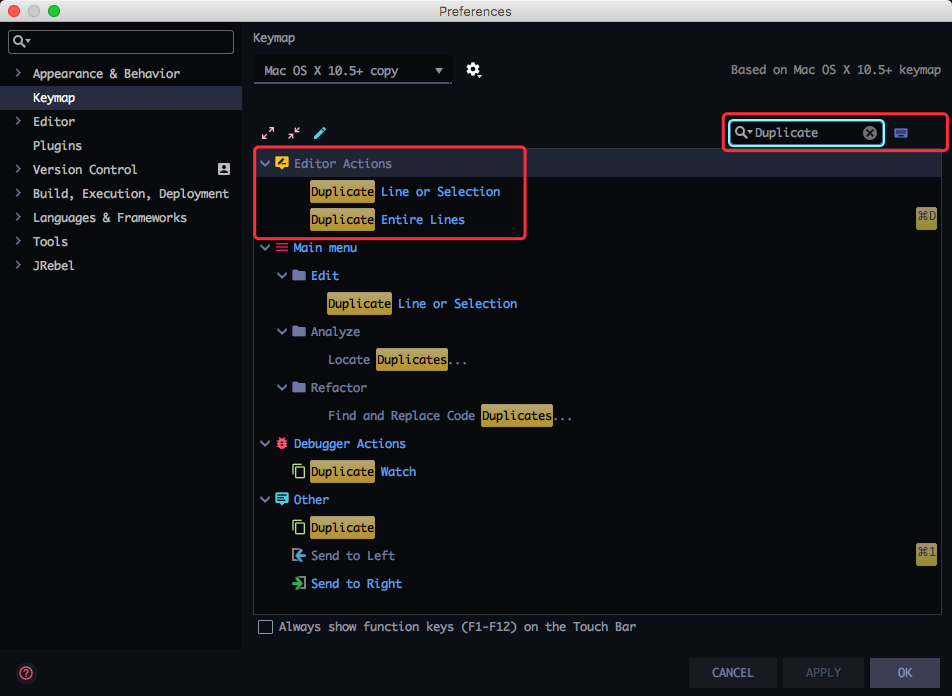 Preferences
Keymap
Appearance & Behavior
Keymap
Editor
Plugins
Version Control
Build, Execution, Deployment
Languages & Frameworks
Tools
JRebel
Mac OS X 10.5+ copy
Based on Mac OS X 10.5+ keymap
Duplicate
Editor Actions
Duplicate Line or Selection
Duplicate Entire Lines
⌘D
Main menu
Edit
Duplicate Line or Selection
Analyze
Locate Duplicates...
Refactor
Find and Replace Code Duplicates...
Debugger Actions
Duplicate Watch
Other
Duplicate
Send to Left
⌘1
Send to Right
Always show function keys (F1-F12) on the Touch Bar
?
CANCEL
APPLY
OK